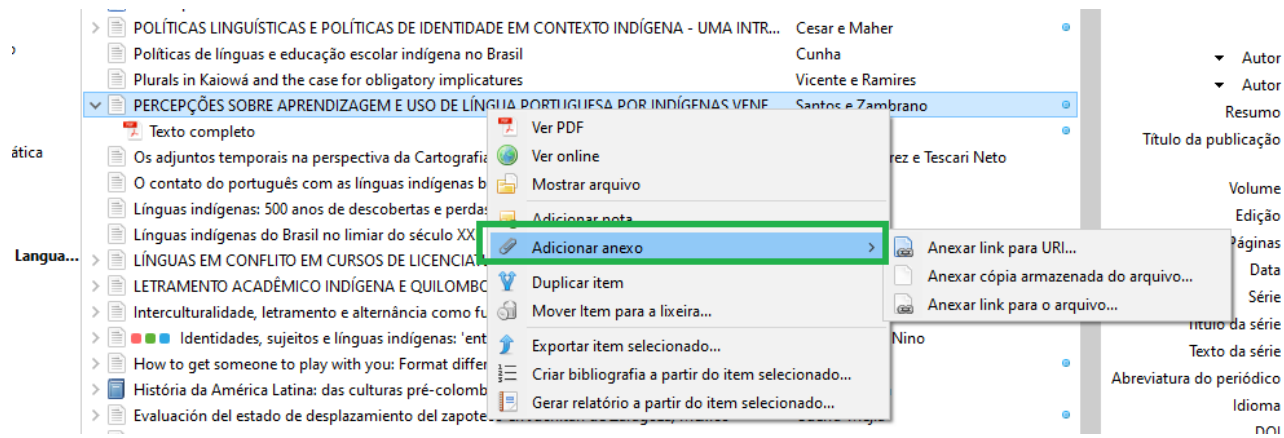 POLÍTICAS LINGUÍSTICAS E POLÍTICAS DE IDENTIDADE EM CONTEXTO INDÍGENA - UMA INTR... Cesar e Maher
Políticas de línguas e educação escolar indígena no Brasil Cunha
Plurals in Kaiowá and the case for obligatory implicatures Vicente e Ramires
PERCEPÇÕES SOBRE APRENDIZAGEM E USO DE LÍNGUA PORTUGUESA POR INDÍGENAS VENE Santos e Zambrano
Texto completo
ática Os adjuntos temporais na perspectiva da Cartografia rez e Tescari Neto
O contato do português com as línguas indígenas b
Línguas indígenas: 500 anos de descobertas e perdas
Línguas indígenas do Brasil no limiar do século XX
Langua... LÍNGUAS EM CONFLITO EM CURSOS DE LICENCIAT
LETRAMENTO ACADÊMICO INDÍGENA E QUILOMBO
Interculturalidade, letramento e alternância como fu
Identidades, sujeitos e línguas indígenas: 'ent Nino
How to get someone to play with you: Format differ
História da América Latina: das culturas pré-colomb
Evaluación del estado de desplazamiento del zapote
Ver PDF
Ver online
Mostrar arquivo
Adicionar nota
Adicionar anexo
Duplicar item
Mover Item para a lixeira...
Exportar item selecionado...
Criar bibliografia a partir do item selecionado...
Gerar relatório a partir do item selecionado...
Anexar link para URI...
Anexar cópia armazenada do arquivo...
Anexar link para o arquivo...
Autor
Autor
Resumo
Título da publicação
Volume
Edição
Páginas
Data
Série
Título da série
Texto da série
Abreviatura do periódico
Idioma
DOI